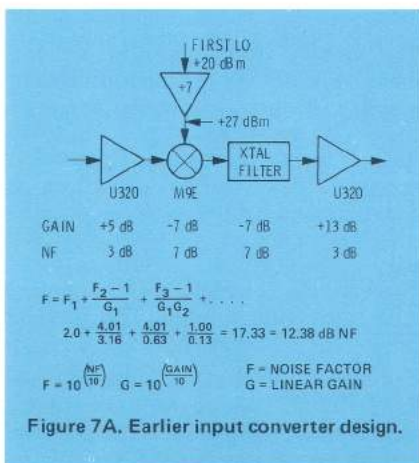 FIRST LO
+20 dBm
+7
+27 dBm
XTAL
FILTER
U320 M9E U320
GAIN +5 dB -7 dB -7 dB +13 dB
NF 3 dB 7 dB 7 dB 3 dB
F = F₁ + (F₂ − 1)/G₁ + (F₃ − 1)/(G₁G₂) + . . . .
2.0 + 4.01/3.16 + 4.01/0.63 + 1.00/0.13 = 17.33 = 12.38 dB NF
F = 10^(NF/10) G = 10^(GAIN/10) F = NOISE FACTOR
G = LINEAR GAIN
Figure 7A. Earlier input converter design.